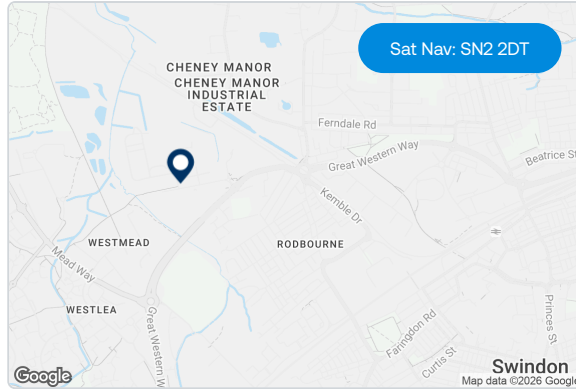 Sat Nav: SN2 2DT
CHENEY MANOR
CHENEY MANOR
INDUSTRIAL
ESTATE
Ferndale Rd
Great Western Way
Beatrice St
Kemble Dr
WESTMEAD
RODBOURNE
Mead Way
WESTLEA
Great Western W
Princes St
Faringdon Rd
Curtis St
Swindon
Google
Map data ©2026 Google